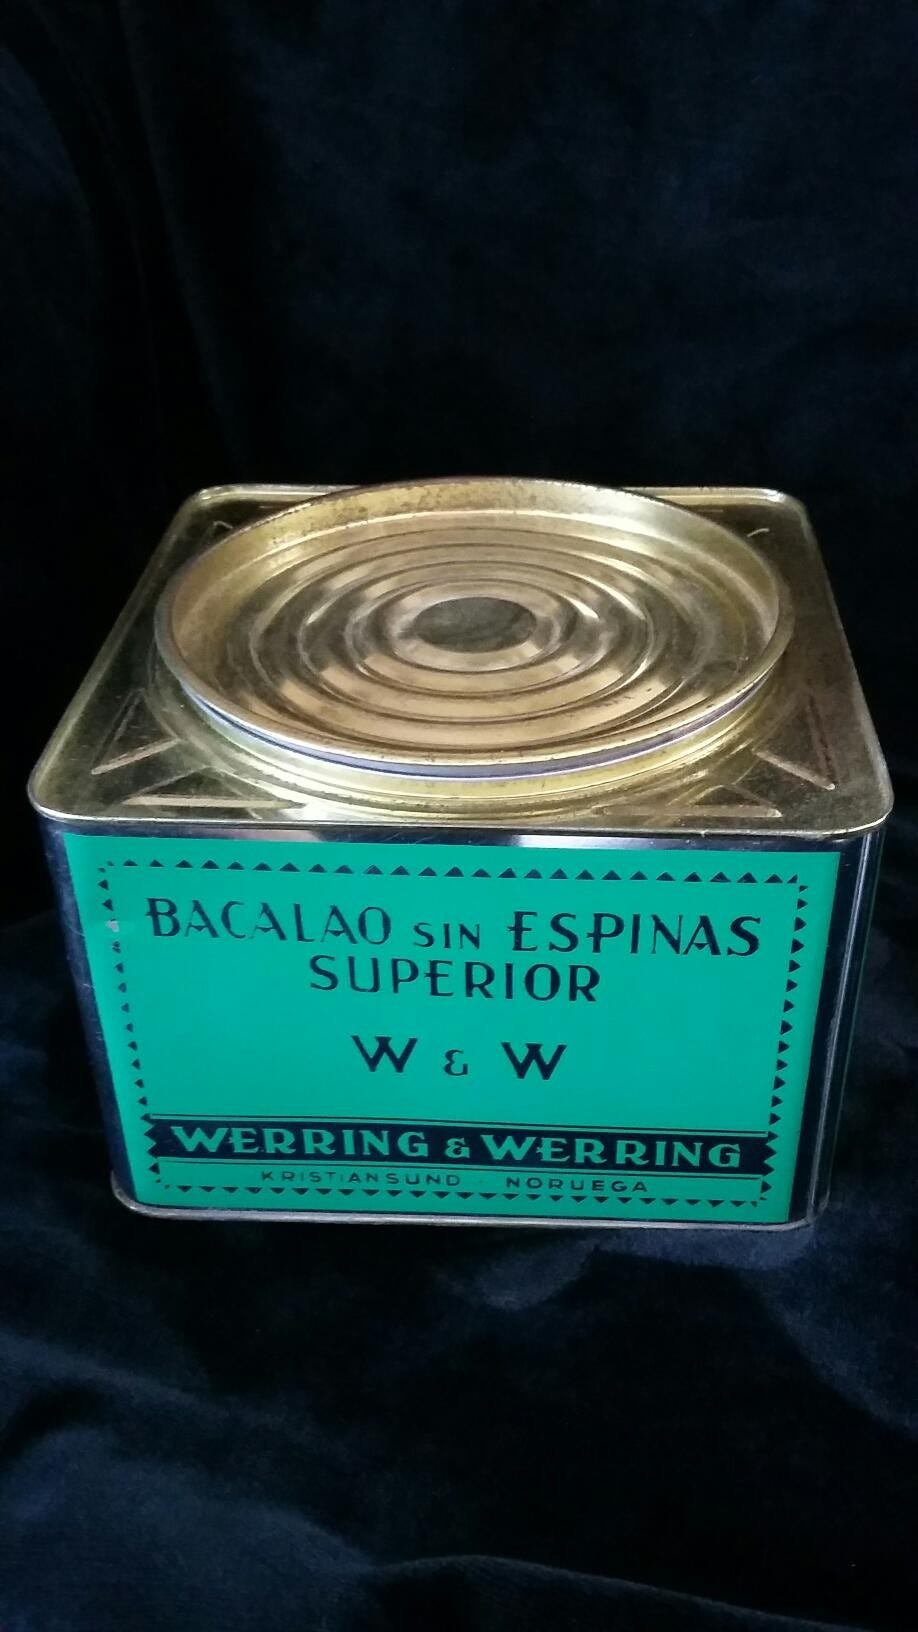 BACALAO SIN ESPINAS
SUPERIOR
W & W
WERRING & WERRING
KRISTIANSUND - NORUEGA